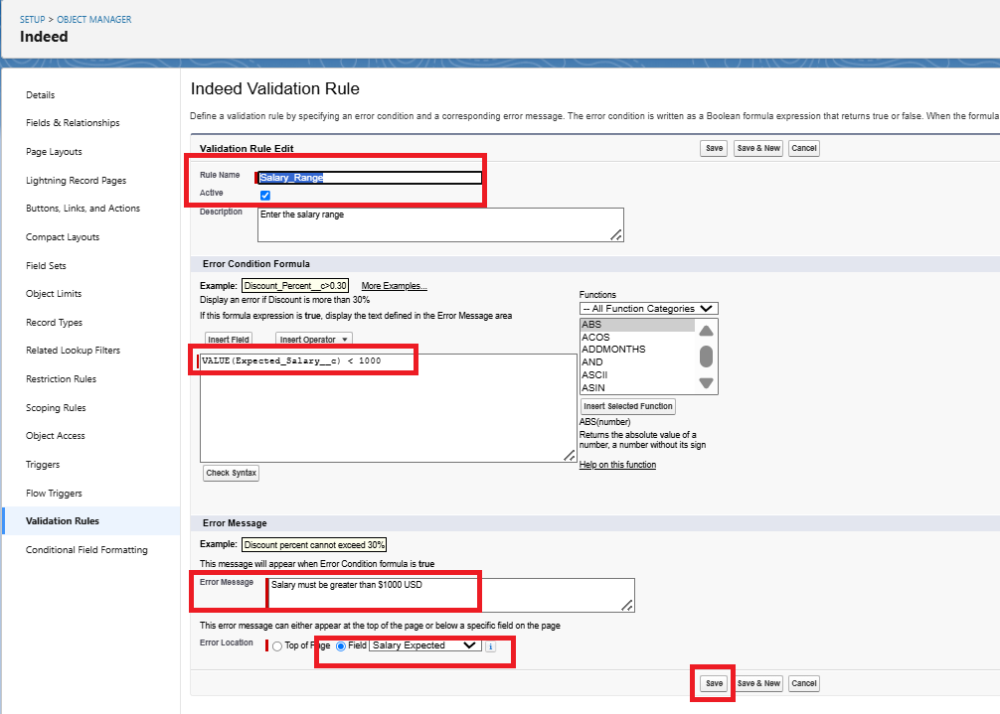 SETUP > OBJECT MANAGER
Indeed
Details
Fields & Relationships
Page Layouts
Lightning Record Pages
Buttons, Links, and Actions
Compact Layouts
Field Sets
Object Limits
Record Types
Related Lookup Filters
Restriction Rules
Scoping Rules
Object Access
Triggers
Flow Triggers
Validation Rules
Conditional Field Formatting
Indeed Validation Rule
Define a validation rule by specifying an error condition and a corresponding error message. The error condition is written as a Boolean formula expression that returns true or false. When the formula
Validation Rule Edit
Save Save & New Cancel
Rule Name Salary_Range
Active
Description Enter the salary range
Error Condition Formula
Example: Discount_Percent__c>0.30 More Examples...
Display an error if Discount is more than 30%
If this formula expression is true, display the text defined in the Error Message area
Insert Field Insert Operator
VALUE(Expected_Salary__c) < 1000
Check Syntax
Functions
-- All Function Categories
ABS
ACOS
ADDMONTHS
AND
ASCII
ASIN
Insert Selected Function
ABS(number)
Returns the absolute value of a
number, a number without its sign
Help on this function
Error Message
Example: Discount percent cannot exceed 30%
This message will appear when Error Condition formula is true
Error Message Salary must be greater than $1000 USD
This error message can either appear at the top of the page or below a specific field on the page
Error Location Top of Page Field Salary Expected i
Save Save & New Cancel